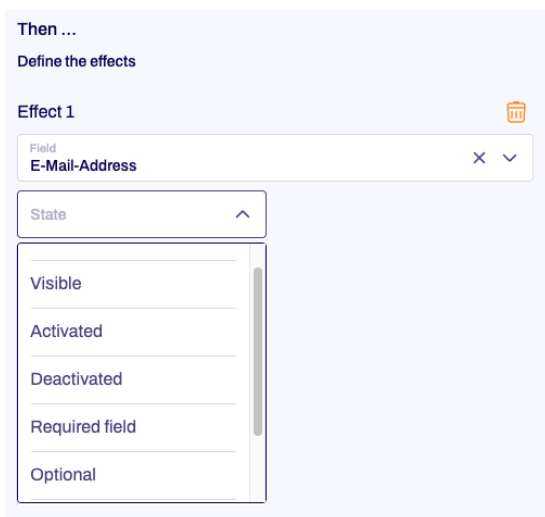 Then ...
Define the effects
Effect 1
Field
E-Mail-Address
State
Visible
Activated
Deactivated
Required field
Optional